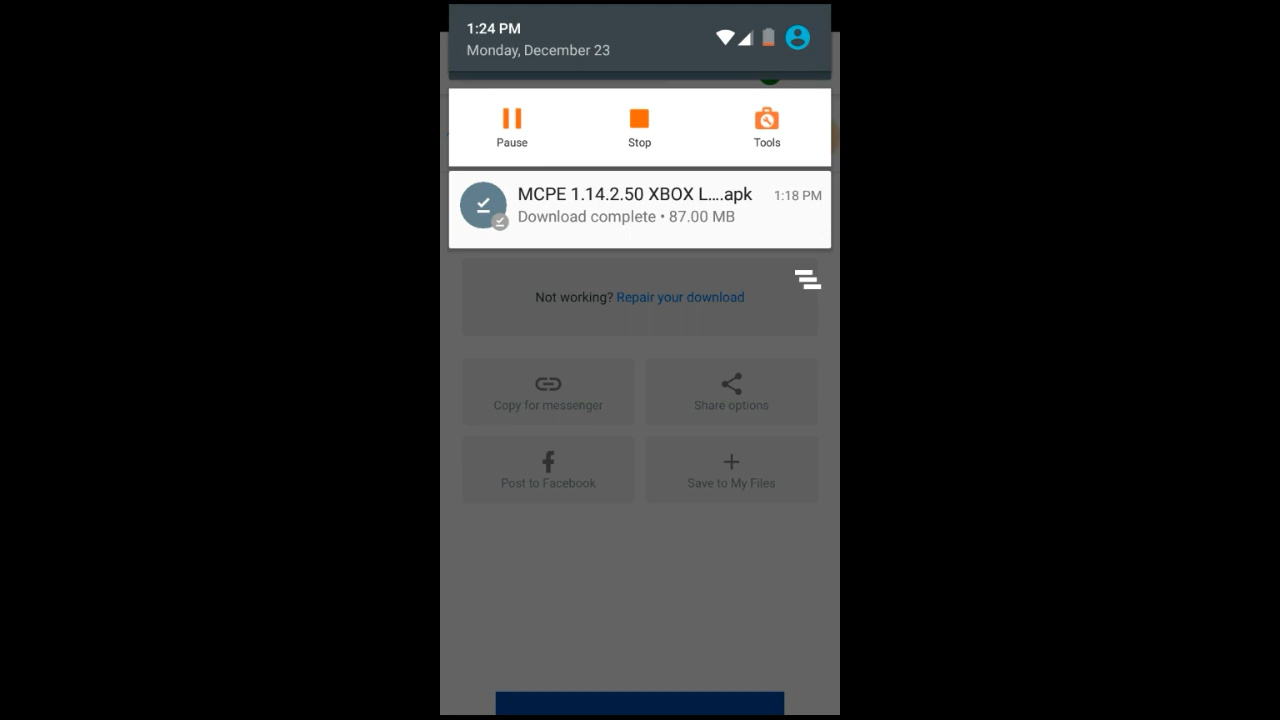 1:24 PM
Monday, December 23
Pause
Stop
Tools
MCPE 1.14.2.50 XBOX L....apk
1:18 PM
Download complete • 87.00 MB
Not working? Repair your download
Copy for messenger
Share options
Post to Facebook
Save to My Files